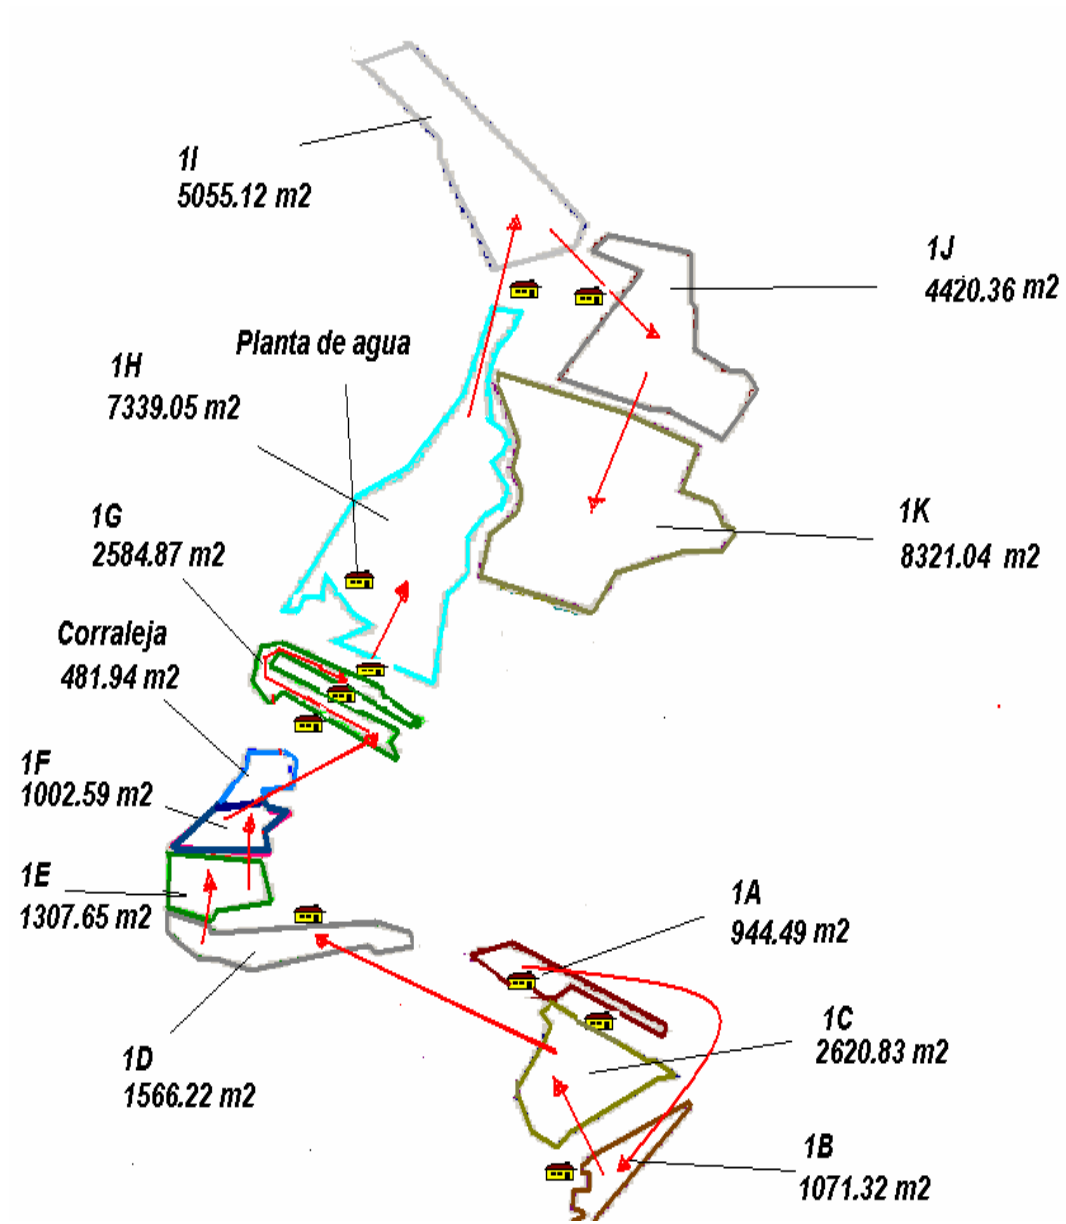 1I
5055.12 m2
1J
4420.36 m2
Planta de agua
1H
7339.05 m2
1G
2584.87 m2
1K
8321.04 m2
Corraleja
481.94 m2
1F
1002.59 m2
1E
1307.65 m2
1A
944.49 m2
1C
2620.83 m2
1D
1566.22 m2
1B
1071.32 m2